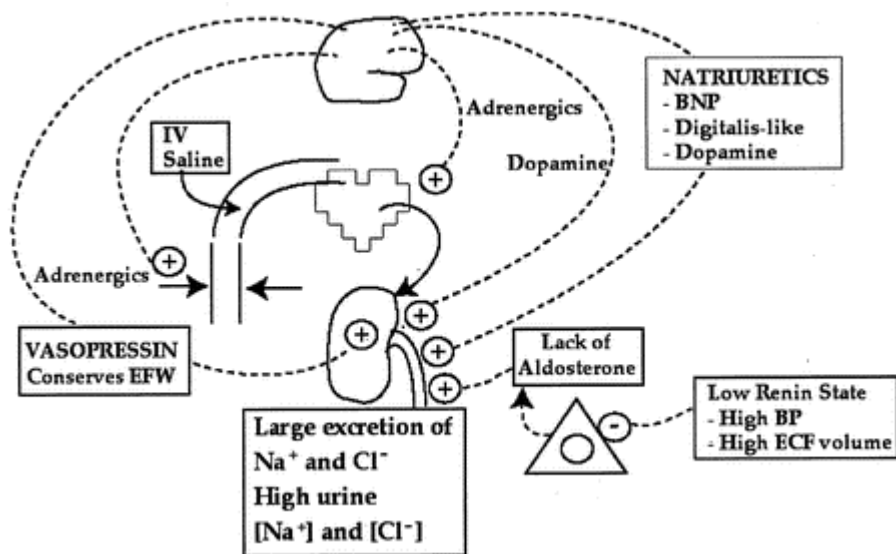 Adrenergics
NATRIURETICS
- BNP
- Digitalis-like
- Dopamine
IV
Saline
Dopamine
+
+
Adrenergics
+
+
+
+
VASOPRESSIN
Conserves EFW
Lack of
Aldosterone
Low Renin State
- High BP
- High ECF volume
-
Large excretion of
Na⁺ and Cl⁻
High urine
[Na⁺] and [Cl⁻]